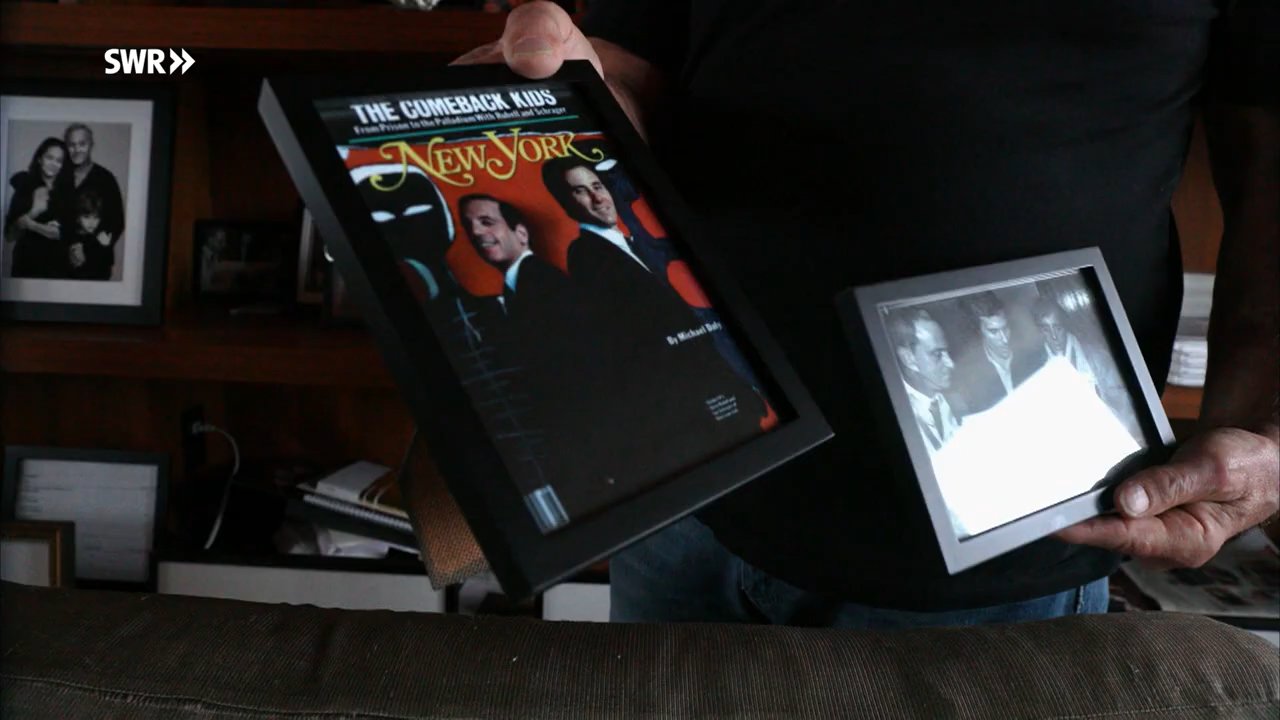 SWR
THE COMEBACK KIDS
From Prison to the Palladium With Rubell and Schrager
NEW YORK
By Michael Daly